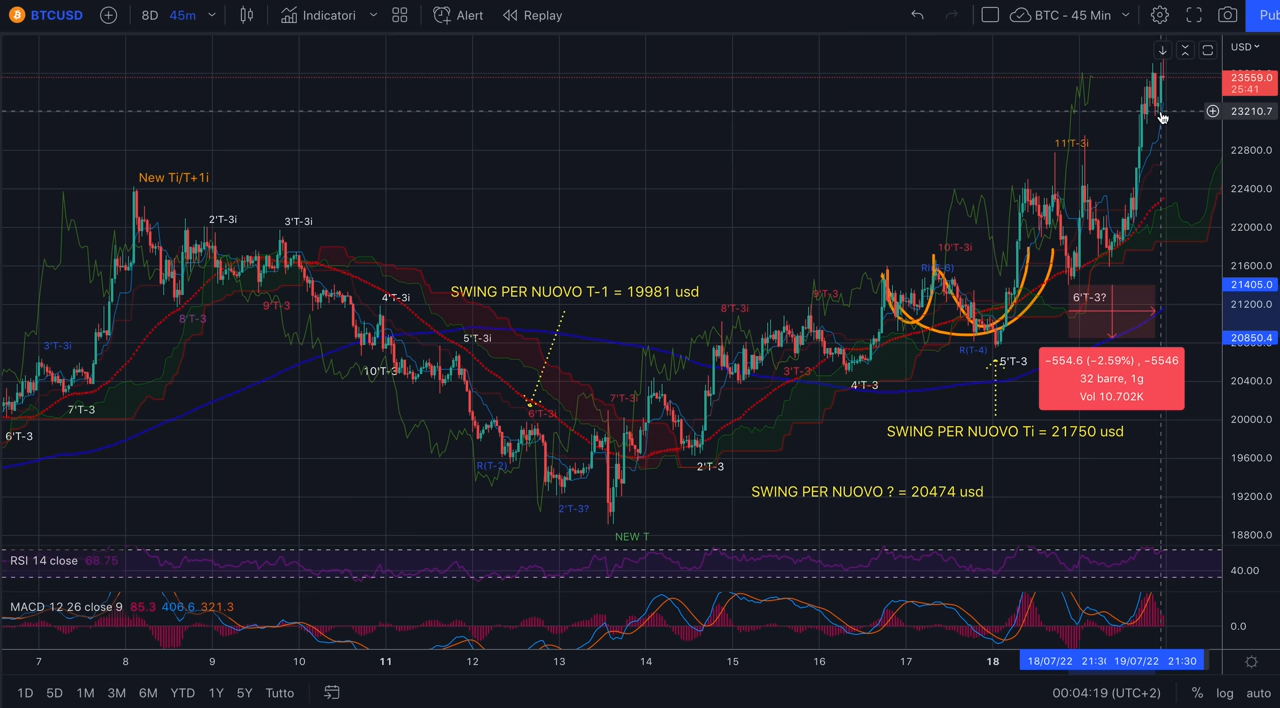 BTCUSD 8D 45m Indicatori Alert Replay BTC - 45 Min Pub
USD
23559.0
25:41
23210.7
22800.0
22400.0
22000.0
21600.0
21405.0
21200.0
20850.4
20400.0
20000.0
19600.0
19200.0
18800.0
New Ti/T+1i
2'T-3i
3'T-3i
11'T-3i
10'T-3i
SWING PER NUOVO T-1 = 19981 usd
4'T-3i
9'T-3
8'T-3
8'T-3i
6'T-3?
3'T-3i
5'T-3i
R(T-4)
5'T-3
-554.6 (-2.59%) , -5546
32 barre, 1g
Vol 10.702K
10'T-3
3'T-3
4'T-3
7'T-3
6'T-3i
7'T-3
6'T-3
SWING PER NUOVO Ti = 21750 usd
R(T-2)
2'T-3
SWING PER NUOVO ? = 20474 usd
2'T-3?
NEW T
RSI 14 close 68.75
40.00
MACD 12 26 close 9 85.3 406.6 321.3
0.0
7 8 9 10 11 12 13 14 15 16 17 18 18/07/22 21:30 19/07/22 21:30
1D 5D 1M 3M 6M YTD 1Y 5Y Tutto 00:04:19 (UTC+2) % log auto